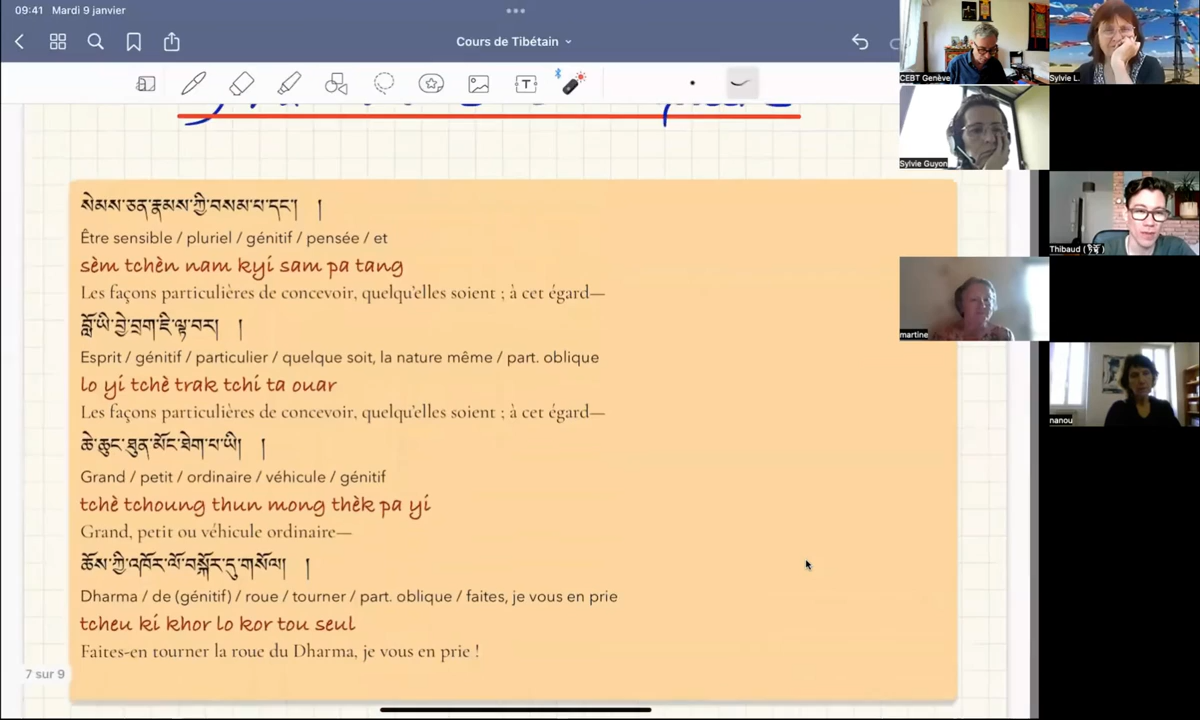 09:41 Mardi 9 janvier
Cours de Tibétain
སེམས་ཅན་རྣམས་ཀྱི་བསམ་པ་དང་། །
Être sensible / pluriel / génitif / pensée / et
sèm tchèn nam kyi sam pa tang
Les façons particulières de concevoir, quelqu'elles soient ; à cet égard—
བློ་ཡི་བྱེ་བྲག་ཇི་ལྟ་བར། །
Esprit / génitif / particulier / quelque soit, la nature même / part. oblique
lo yi tchè trak tchi ta ouar
Les façons particulières de concevoir, quelqu'elles soient ; à cet égard—
ཆེ་ཆུང་ཐུན་མོང་ཐེག་པ་ཡི། །
Grand / petit / ordinaire / véhicule / génitif
tchè tchoung thun mong thèk pa yi
Grand, petit ou véhicule ordinaire—
ཆོས་ཀྱི་འཁོར་ལོ་བསྐོར་དུ་གསོལ། །
Dharma / de (génitif) / roue / tourner / part. oblique / faites, je vous en prie
tcheu ki khor lo kor tou seul
Faites-en tourner la roue du Dharma, je vous en prie !
7 sur 9
CEBT Genève
Sylvie L.
Sylvie Guyon
Thibaud
martine
nanou